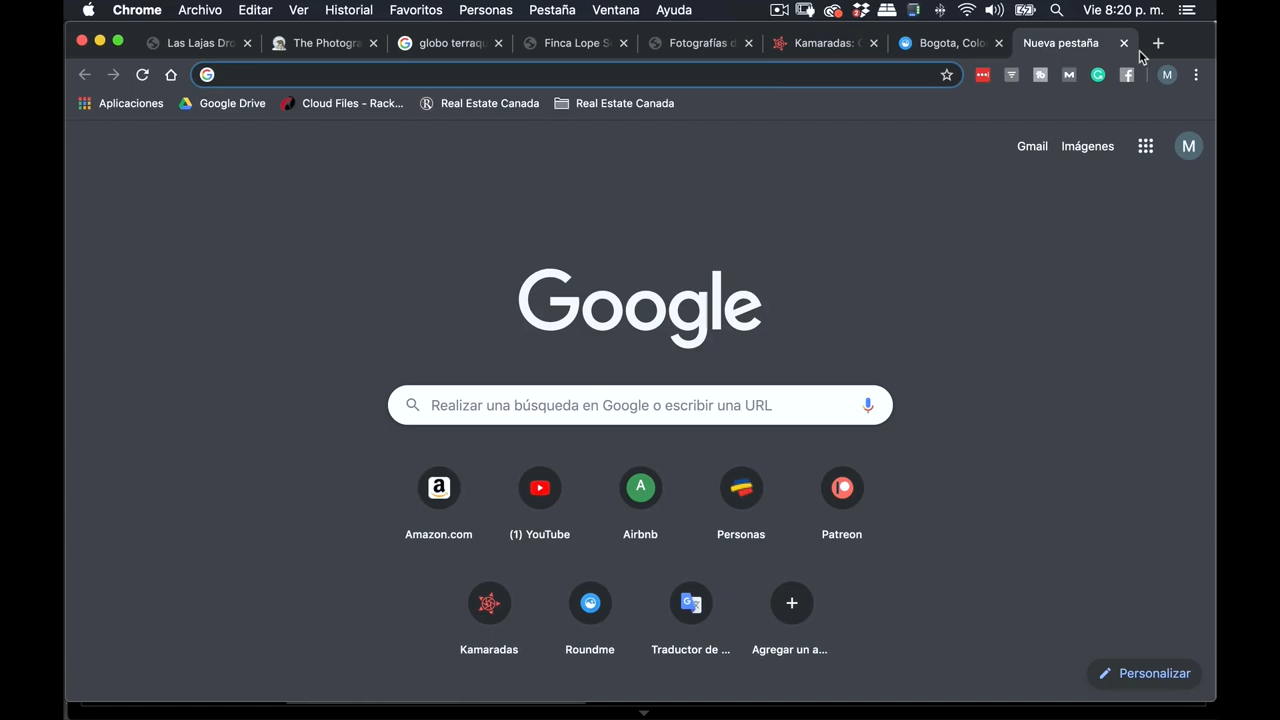 Chrome Archivo Editar Ver Historial Favoritos Personas Pestaña Ventana Ayuda Vie 8:20 p. m.
Las Lajas Dro The Photogra globo terraqu Finca Lope S Fotografías d Kamaradas: C Bogota, Colo Nueva pestaña
Aplicaciones Google Drive Cloud Files - Rack... Real Estate Canada Real Estate Canada
Gmail Imágenes M
Google
Realizar una búsqueda en Google o escribir una URL
Amazon.com (1) YouTube Airbnb Personas Patreon
Kamaradas Roundme Traductor de ... Agregar un a...
Personalizar